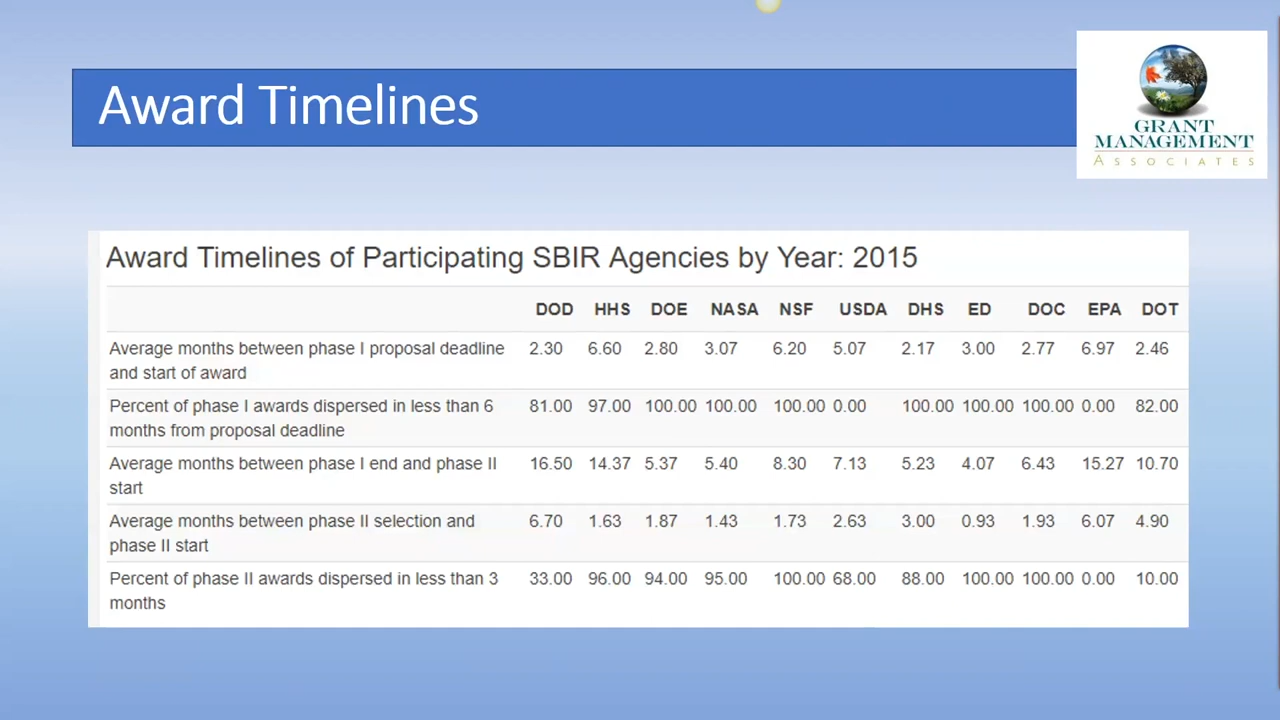 Award Timelines
GRANT
MANAGEMENT
ASSOCIATES
Award Timelines of Participating SBIR Agencies by Year: 2015
DOD HHS DOE NASA NSF USDA DHS ED DOC EPA DOT
Average months between phase I proposal deadline 2.30 6.60 2.80 3.07 6.20 5.07 2.17 3.00 2.77 6.97 2.46
and start of award
Percent of phase I awards dispersed in less than 6 81.00 97.00 100.00 100.00 100.00 0.00 100.00 100.00 100.00 0.00 82.00
months from proposal deadline
Average months between phase I end and phase II 16.50 14.37 5.37 5.40 8.30 7.13 5.23 4.07 6.43 15.27 10.70
start
Average months between phase II selection and 6.70 1.63 1.87 1.43 1.73 2.63 3.00 0.93 1.93 6.07 4.90
phase II start
Percent of phase II awards dispersed in less than 3 33.00 96.00 94.00 95.00 100.00 68.00 88.00 100.00 100.00 0.00 10.00
months